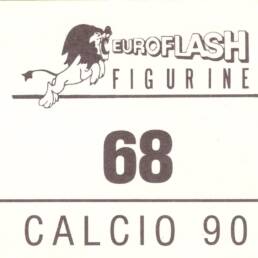 EUROFLASH
FIGURINE
68
CALCIO 90